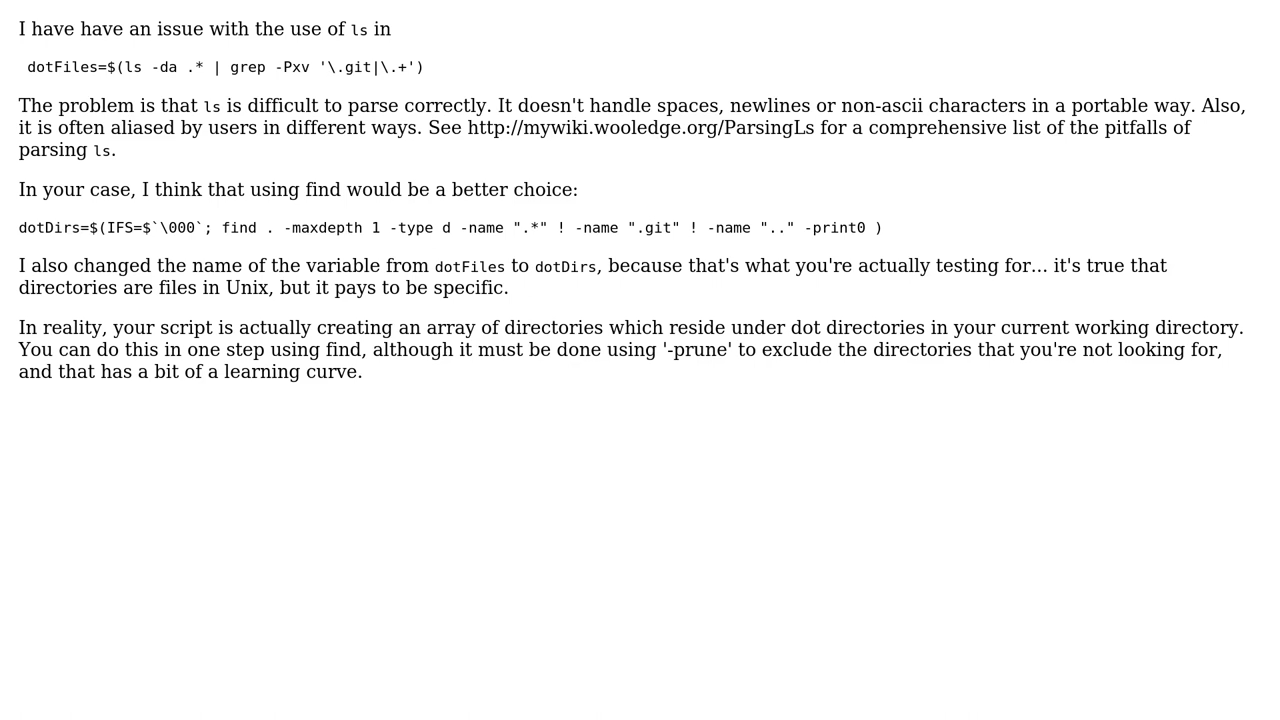 I have have an issue with the use of ls in
dotFiles=$(ls -da .* | grep -Pxv '\.git|\.+')
The problem is that ls is difficult to parse correctly. It doesn't handle spaces, newlines or non-ascii characters in a portable way. Also,
it is often aliased by users in different ways. See http://mywiki.wooledge.org/ParsingLs for a comprehensive list of the pitfalls of
parsing ls.
In your case, I think that using find would be a better choice:
dotDirs=$(IFS=$`\000`; find . -maxdepth 1 -type d -name ".*" ! -name ".git" ! -name ".." -print0 )
I also changed the name of the variable from dotFiles to dotDirs, because that's what you're actually testing for... it's true that
directories are files in Unix, but it pays to be specific.
In reality, your script is actually creating an array of directories which reside under dot directories in your current working directory.
You can do this in one step using find, although it must be done using '-prune' to exclude the directories that you're not looking for,
and that has a bit of a learning curve.